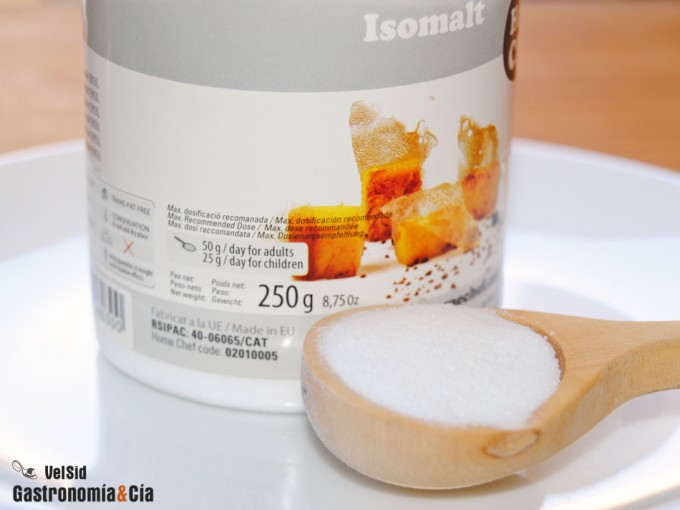 Isomalt
TRANS-FAT-FREE
CONSERVATION
Max. dosificació recomanada / Max. dosificación recomendada
Max. Recommended Dose / Max. dose recommandée
Max. dosi raccomandata / Max. Dosierungsempfehlung
50 g / day for adults
25 g / day for children
Pes net: Poids net:
Peso neto: Peso:
Net weight: Gewicht:
250g 8,75 Oz
Fabricat a la UE / Made in EU
RSIPAC: 40-06065/CAT
Home Chef code: 02010005
VelSid
Gastronomía&Cía